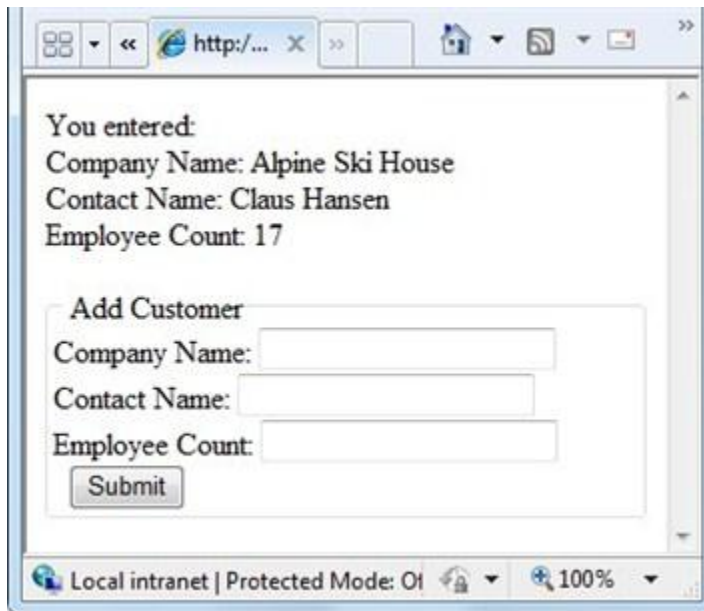 http:/...
You entered:
Company Name: Alpine Ski House
Contact Name: Claus Hansen
Employee Count: 17
Add Customer
Company Name:
Contact Name:
Employee Count:
Submit
Local intranet | Protected Mode: Of
100%